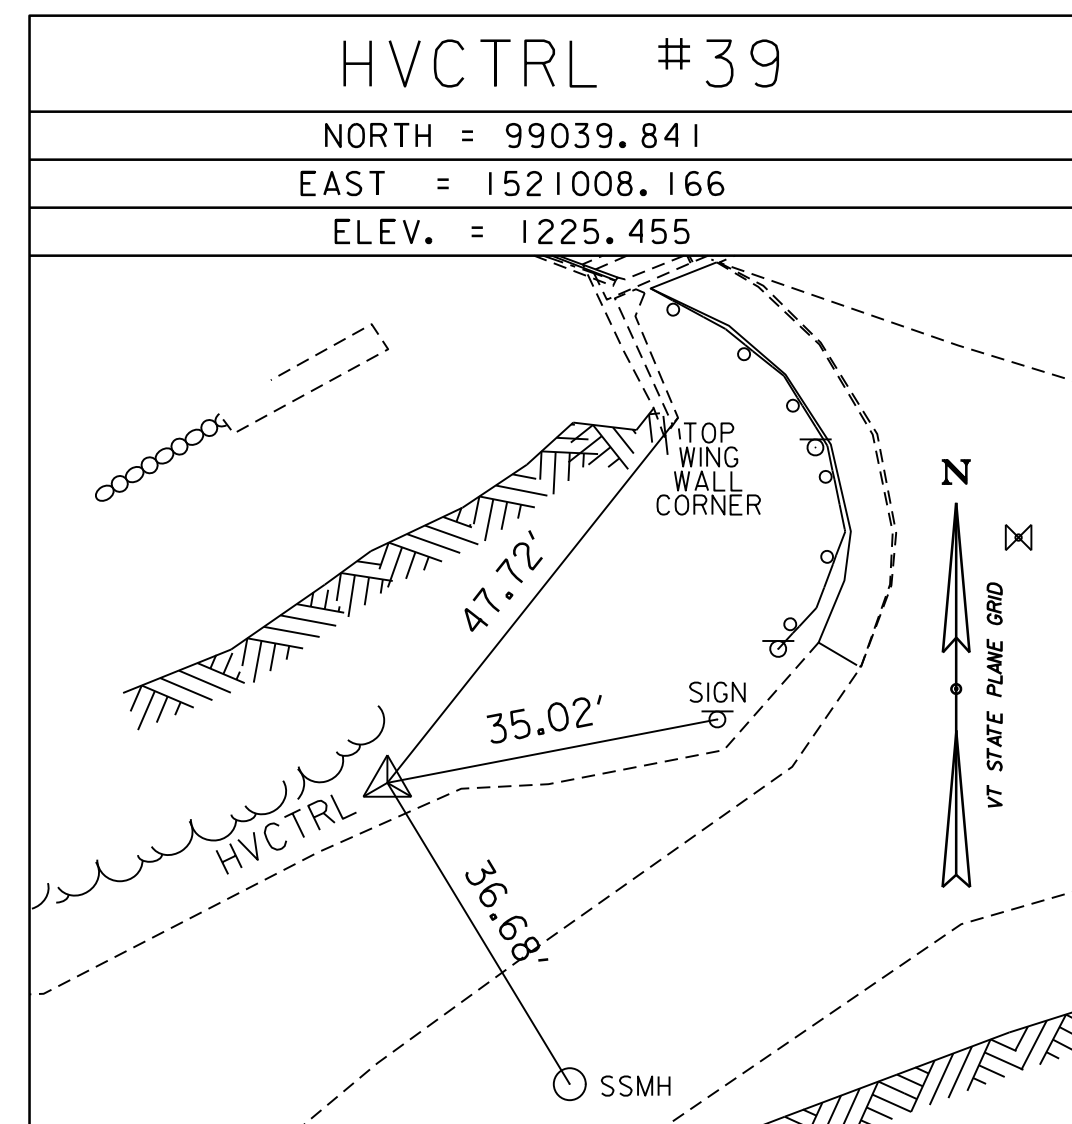 HVCTRL #39
NORTH = 99039.841
EAST = 1521008.166
ELEV. = 1225.455
TOP
WING
WALL
CORNER
N
VT STATE PLANE GRID
47.72'
SIGN
35.02'
HVCTRL
36.68'
SSMH